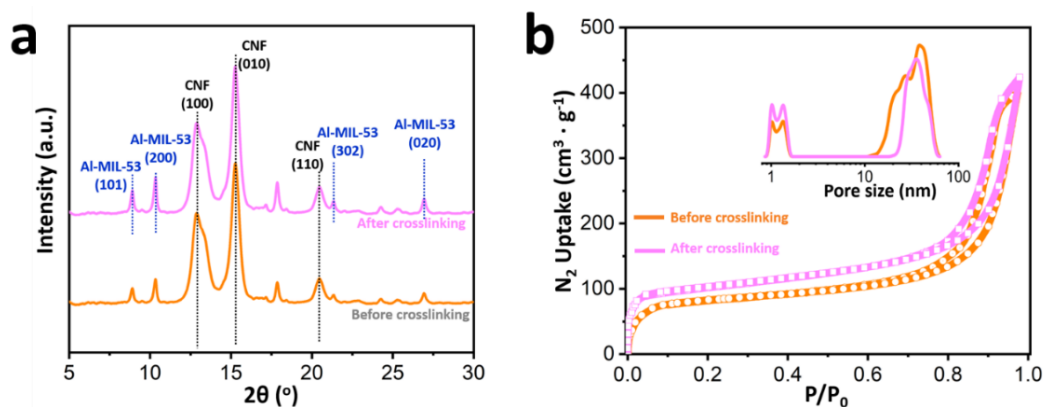 a
Intensity (a.u.)
CNF
(010)
CNF
(100)
Al-MIL-53
(101)
Al-MIL-53
(200)
CNF
(110)
Al-MIL-53
(302)
Al-MIL-53
(020)
After crosslinking
Before crosslinking
5
10
15
20
25
30
2θ (o)
b
N2 Uptake (cm3 · g-1)
500
400
300
200
100
0
1
10
100
Pore size (nm)
Before crosslinking
After crosslinking
0.0
0.2
0.4
0.6
0.8
1.0
P/P0